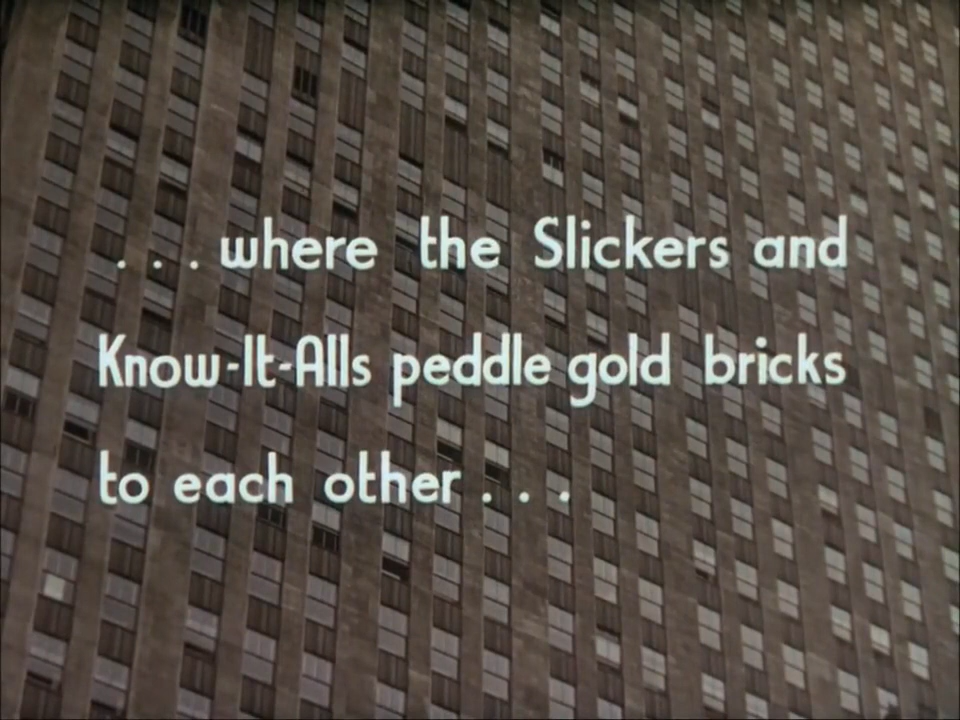 . . . where the Slickers and
Know-It-Alls peddle gold bricks
to each other . . .